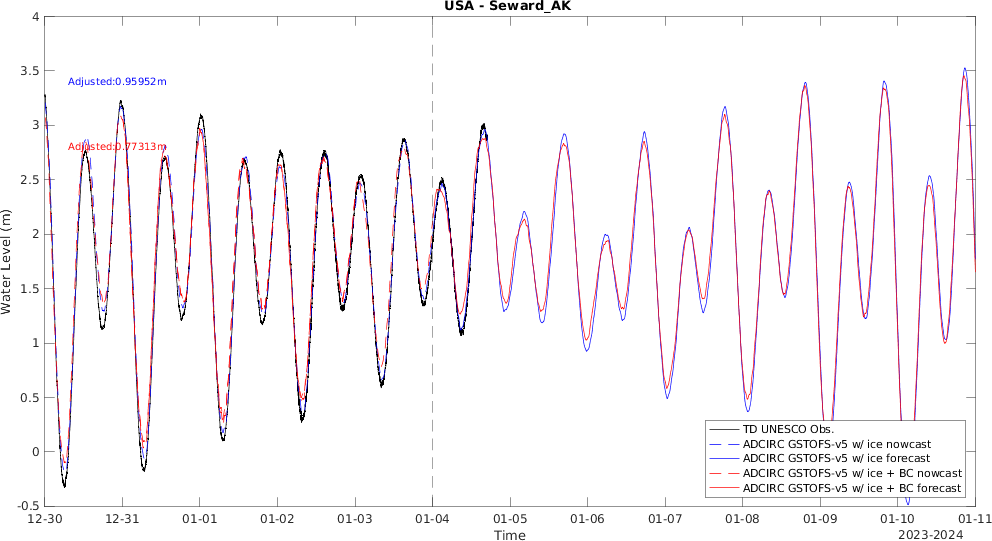 USA - Seward_AK
Water Level (m)
4
3.5
3
2.5
2
1.5
1
0.5
0
-0.5
Adjusted:0.95952m
Adjusted:0.77313m
TD UNESCO Obs.
ADCIRC GSTOFS-v5 w/ ice nowcast
ADCIRC GSTOFS-v5 w/ ice forecast
ADCIRC GSTOFS-v5 w/ ice + BC nowcast
ADCIRC GSTOFS-v5 w/ ice + BC forecast
12-30 12-31 01-01 01-02 01-03 01-04 01-05 01-06 01-07 01-08 01-09 01-10 01-11
Time
2023-2024